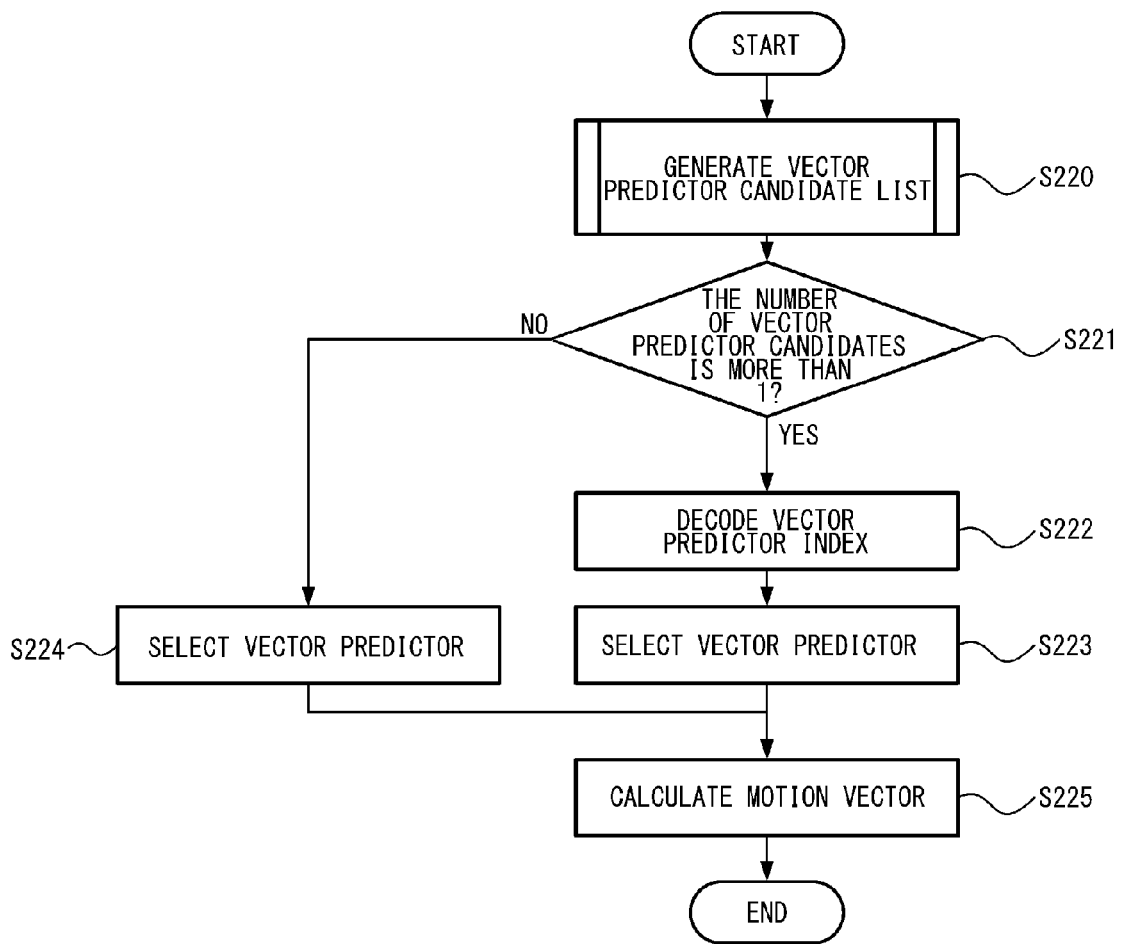 START
GENERATE VECTOR
PREDICTOR CANDIDATE LIST
S220
THE NUMBER
OF VECTOR
PREDICTOR CANDIDATES
IS MORE THAN
1?
S221
NO
YES
DECODE VECTOR
PREDICTOR INDEX
S222
S224
SELECT VECTOR PREDICTOR
SELECT VECTOR PREDICTOR
S223
CALCULATE MOTION VECTOR
S225
END